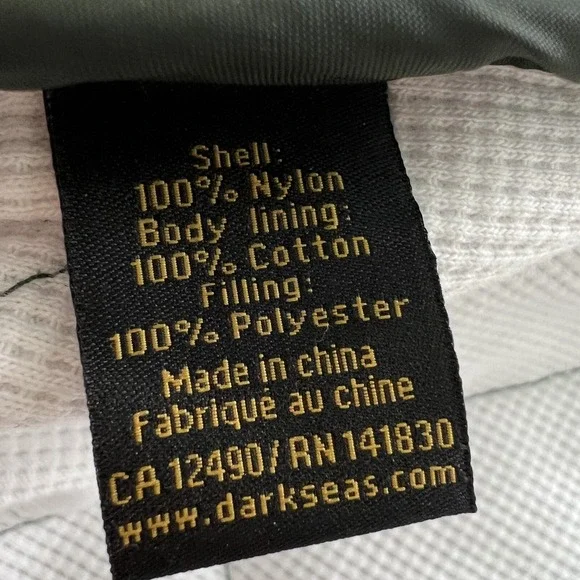 Shell:
100% Nylon
Body lining:
100% Cotton
Filling:
100% Polyester
Made in china
Fabriqué au chine
CA 12490/ RN 141830
www.darkseas.com